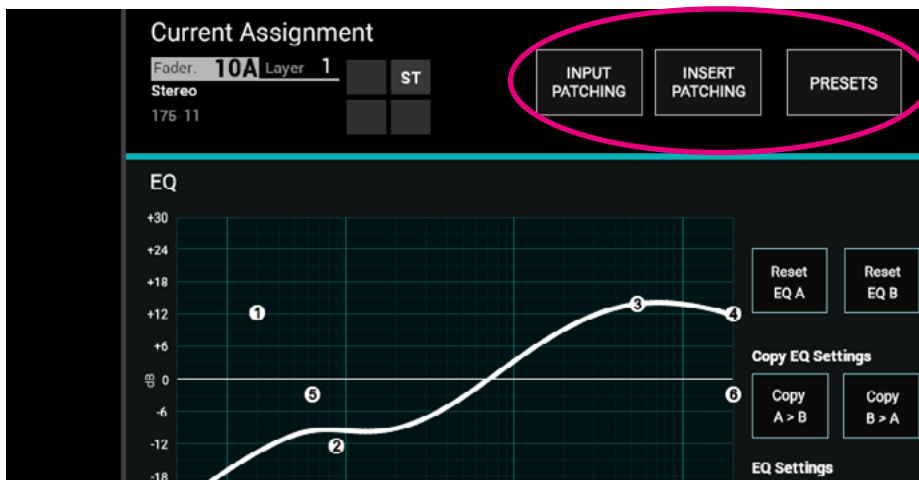 Current Assignment
Fader. 10A Layer 1
Stereo
175-11
ST
INPUT
PATCHING
INSERT
PATCHING
PRESETS
EQ
+30
+24
+18
+12
+6
dB 0
-6
-12
-18
1
2
3
4
5
6
Reset
EQ A
Reset
EQ B
Copy EQ Settings
Copy
A > B
Copy
B > A
EQ Settings